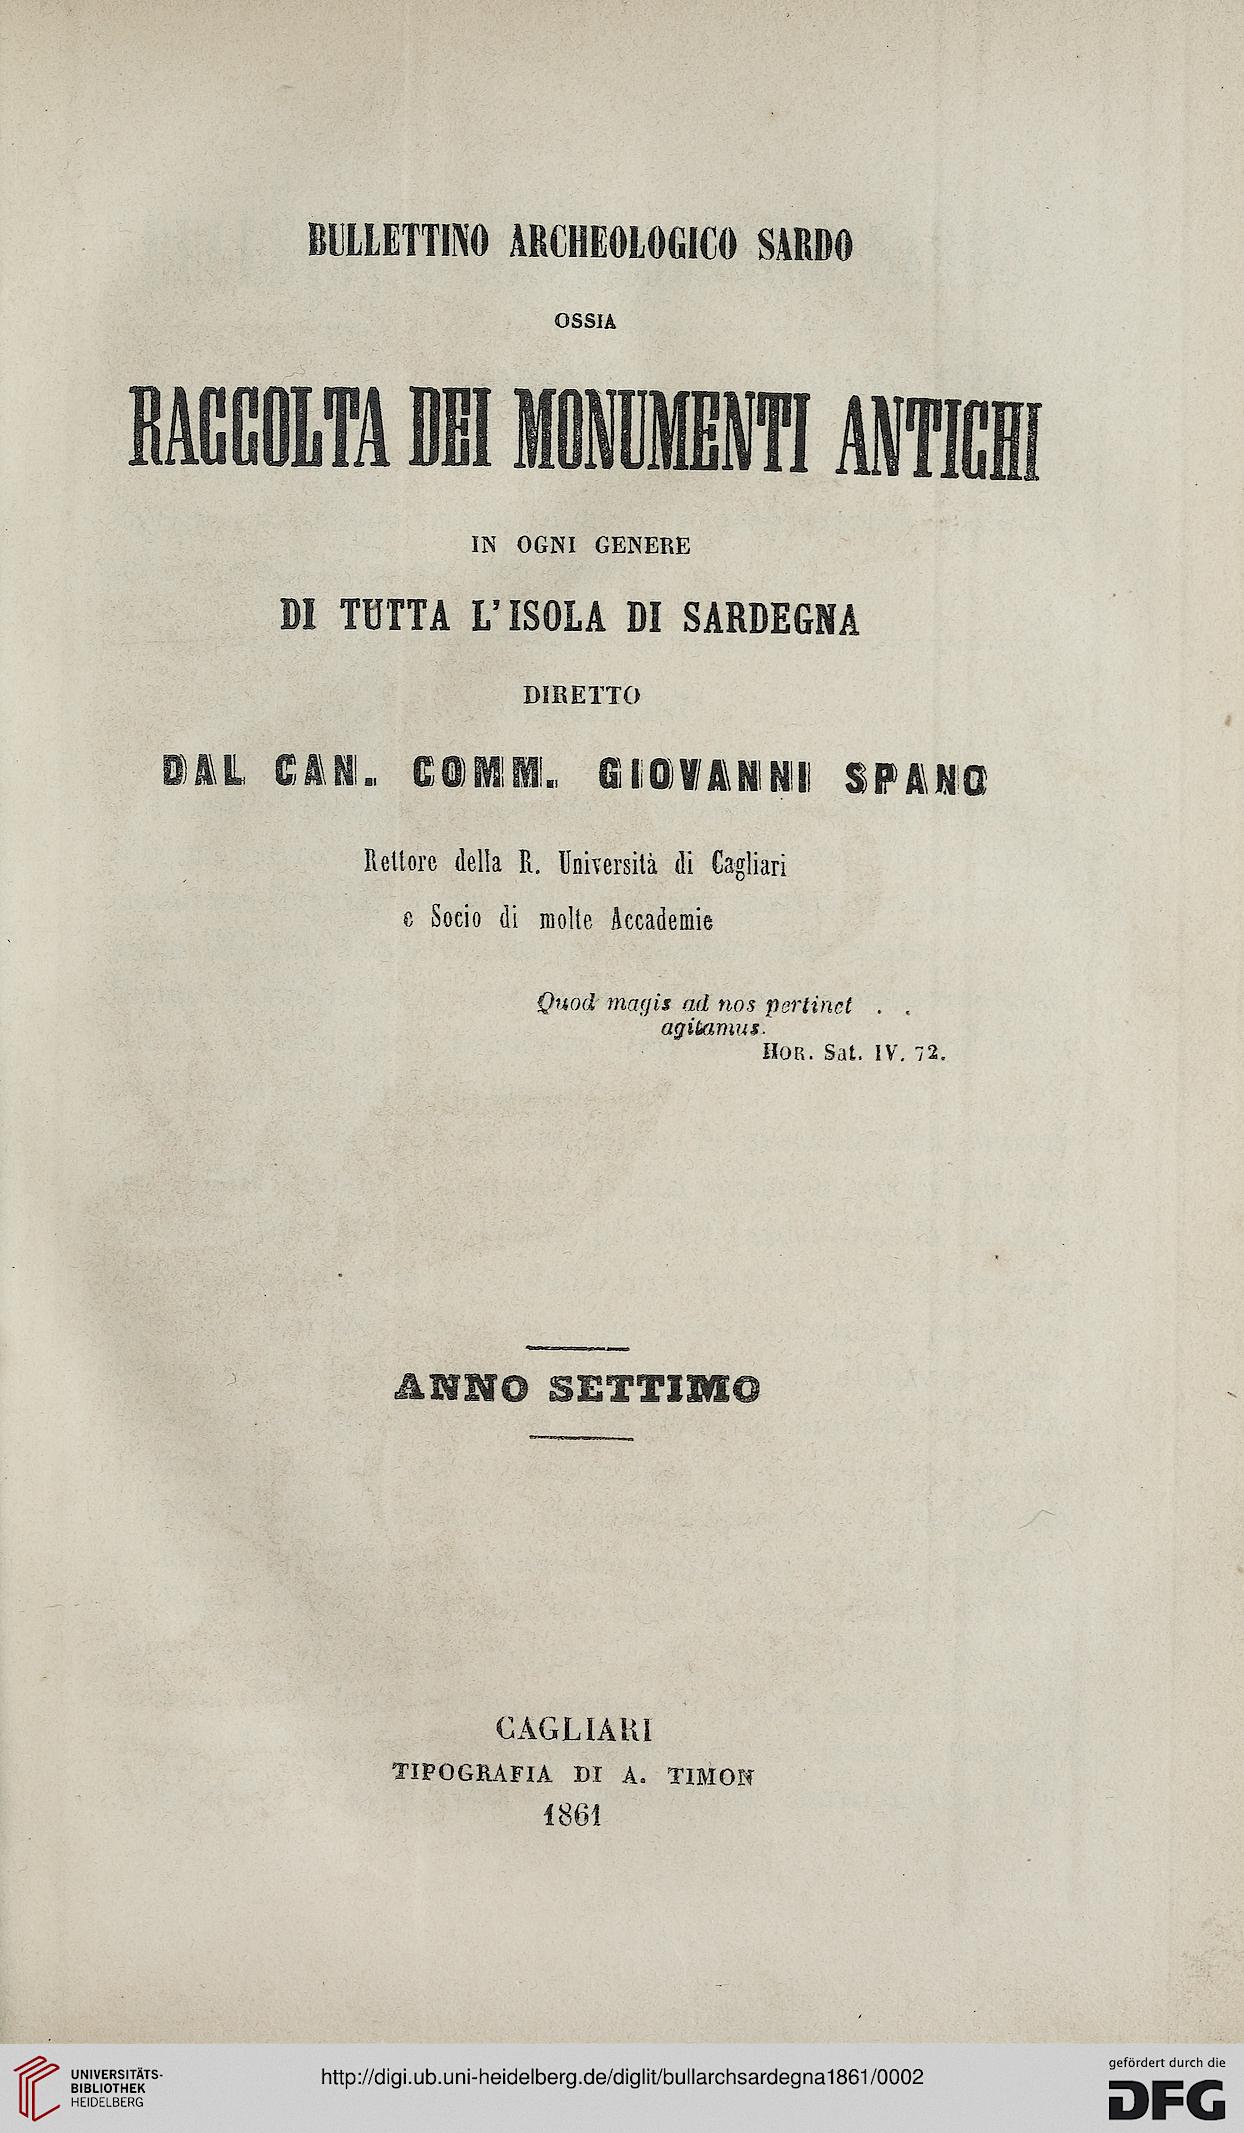 BULLETTINO ARCHEOLOGICO SARDO
OSSIA
RACCOLTA DEI MONUMENTI ANTICHI
IN OGNI GENERE
DI TUTTA L'ISOLA DI SARDEGNA
DIRETTO
DAL CAN. COMM. GIOVANNI SPANO
Rettore della R. Università di Cagliari
e Socio di molte Accademie
Quod magis ad nos pertinet . .
agitamus.
HOR. Sat. IV. 72.
ANNO SETTIMO
CAGLIARI
TIPOGRAFIA DI A. TIMON
1861
UNIVERSITÄTS-
BIBLIOTHEK
HEIDELBERG
http://digi.ub.uni-heidelberg.de/diglit/bullarchsardegna1861/0002
gefördert durch die
DFG